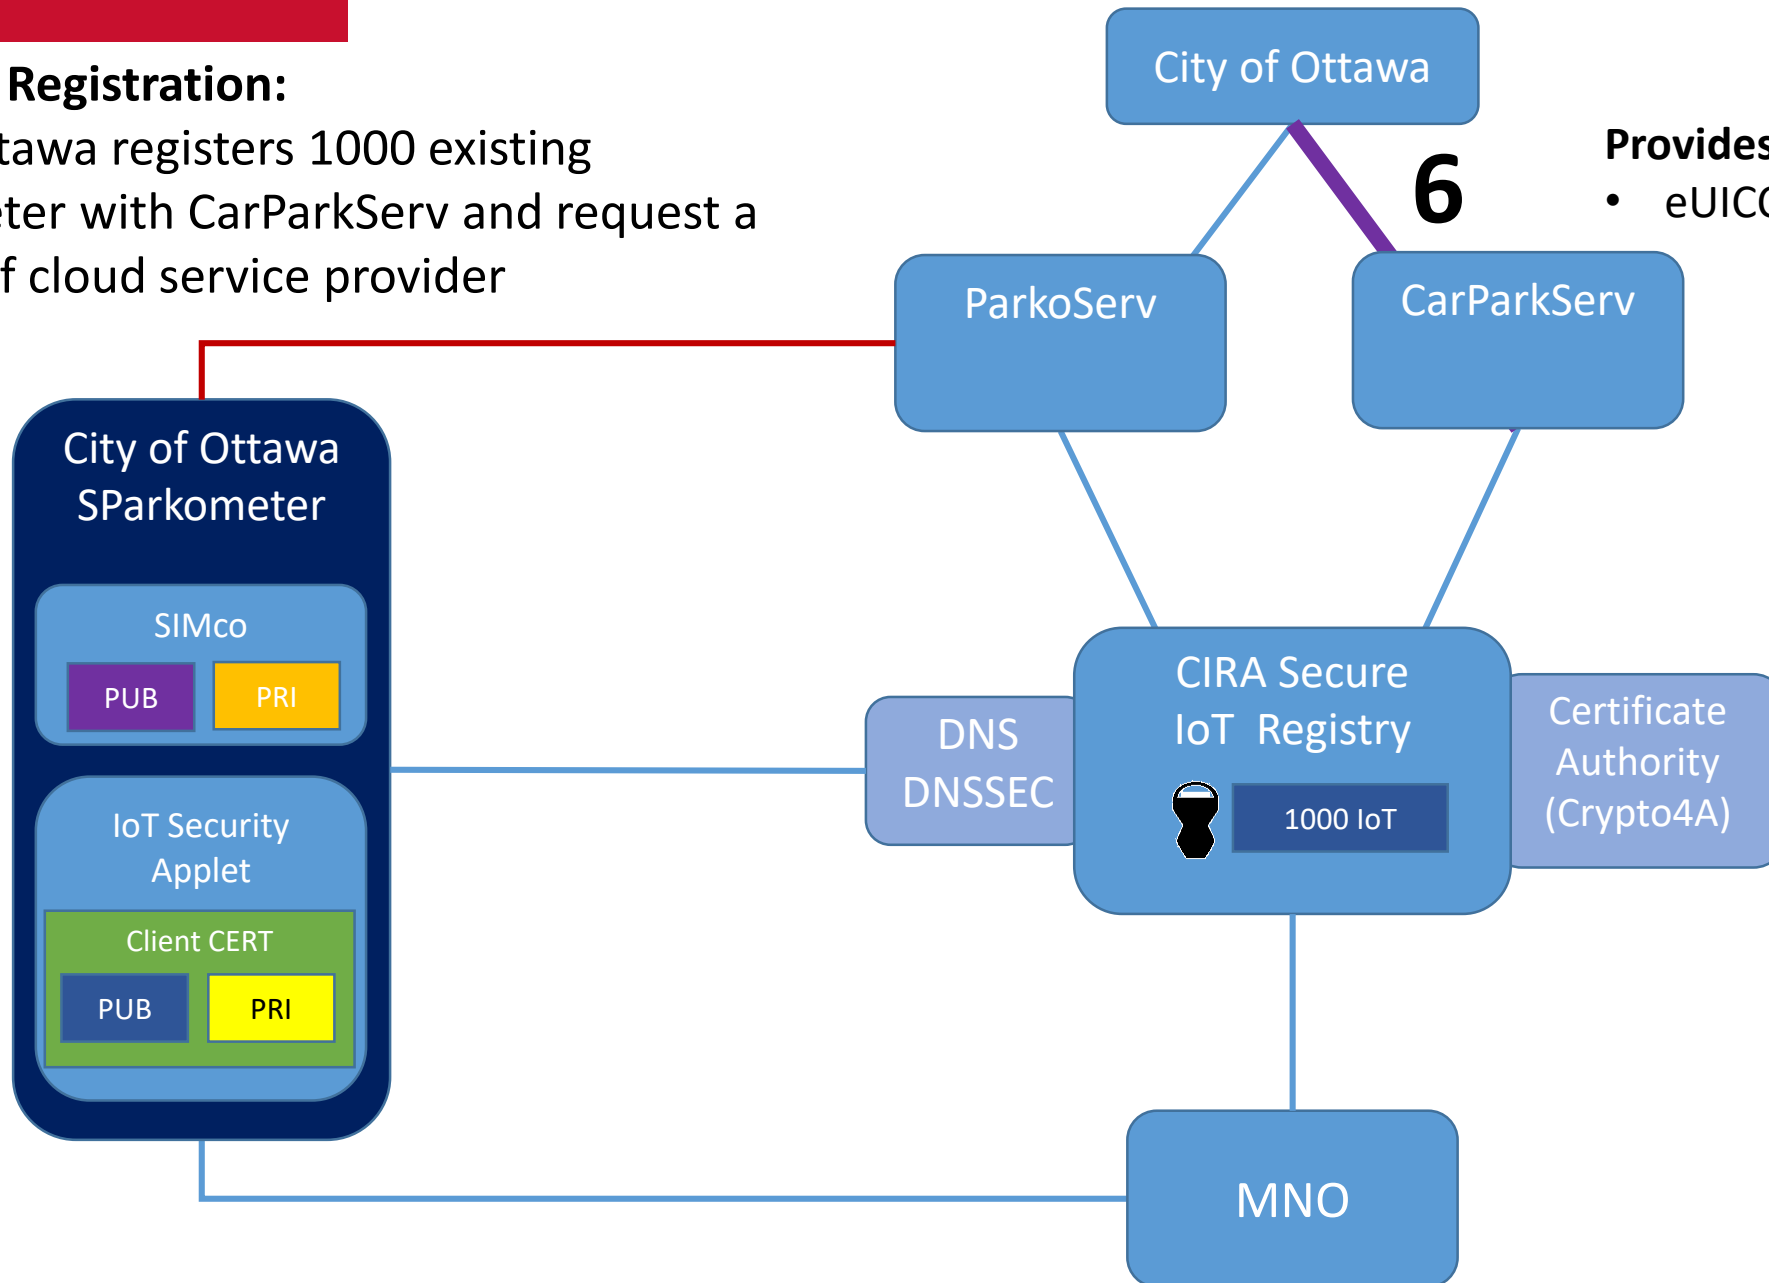 Registration:
tawa registers 1000 existing
eter with CarParkServ and request a
f cloud service provider
City of Ottawa
6
Provides
• eUICC
ParkoServ
CarParkServ
City of Ottawa
SParkometer
SIMco
PUB
PRI
IoT Security
Applet
Client CERT
PUB
PRI
DNS
DNSSEC
CIRA Secure
IoT Registry
1000 IoT
Certificate
Authority
(Crypto4A)
MNO